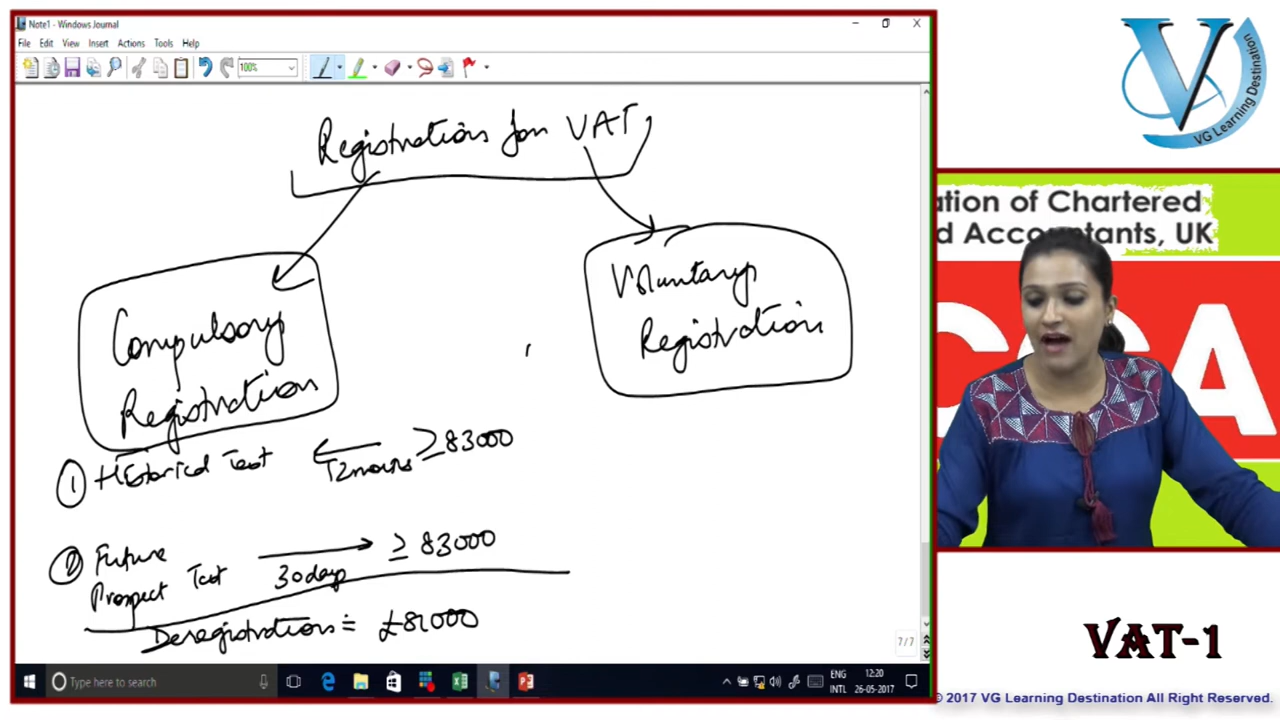 Note1 - Windows Journal
File Edit View Insert Actions Tools Help
100%
Registration for VAT
Compulsory
Registration
Voluntary
Registration
① Historical Test ← 12 months ≥ 83000
② Future
Prospect Test → 30 days ≥ 83000
Deregistration = £81000
7/7
Type here to search
ENG
INTL
12:20
26-05-2017
V
VG Learning Destination
ation of Chartered
d Accountants, UK
CCA
VAT-1
© 2017 VG Learning Destination All Right Reserved.